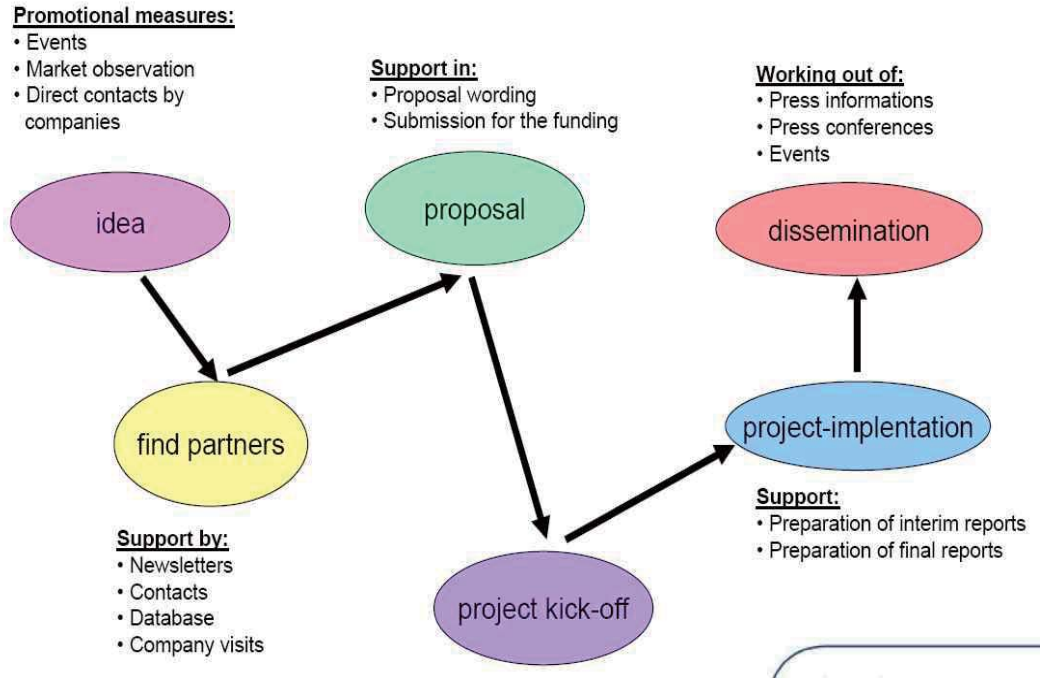 Promotional measures:
• Events
• Market observation
• Direct contacts by
companies
idea
find partners
Support by:
• Newsletters
• Contacts
• Database
• Company visits
Support in:
• Proposal wording
• Submission for the funding
proposal
project kick-off
Working out of:
• Press informations
• Press conferences
• Events
dissemination
project-implentation
Support:
• Preparation of interim reports
• Preparation of final reports